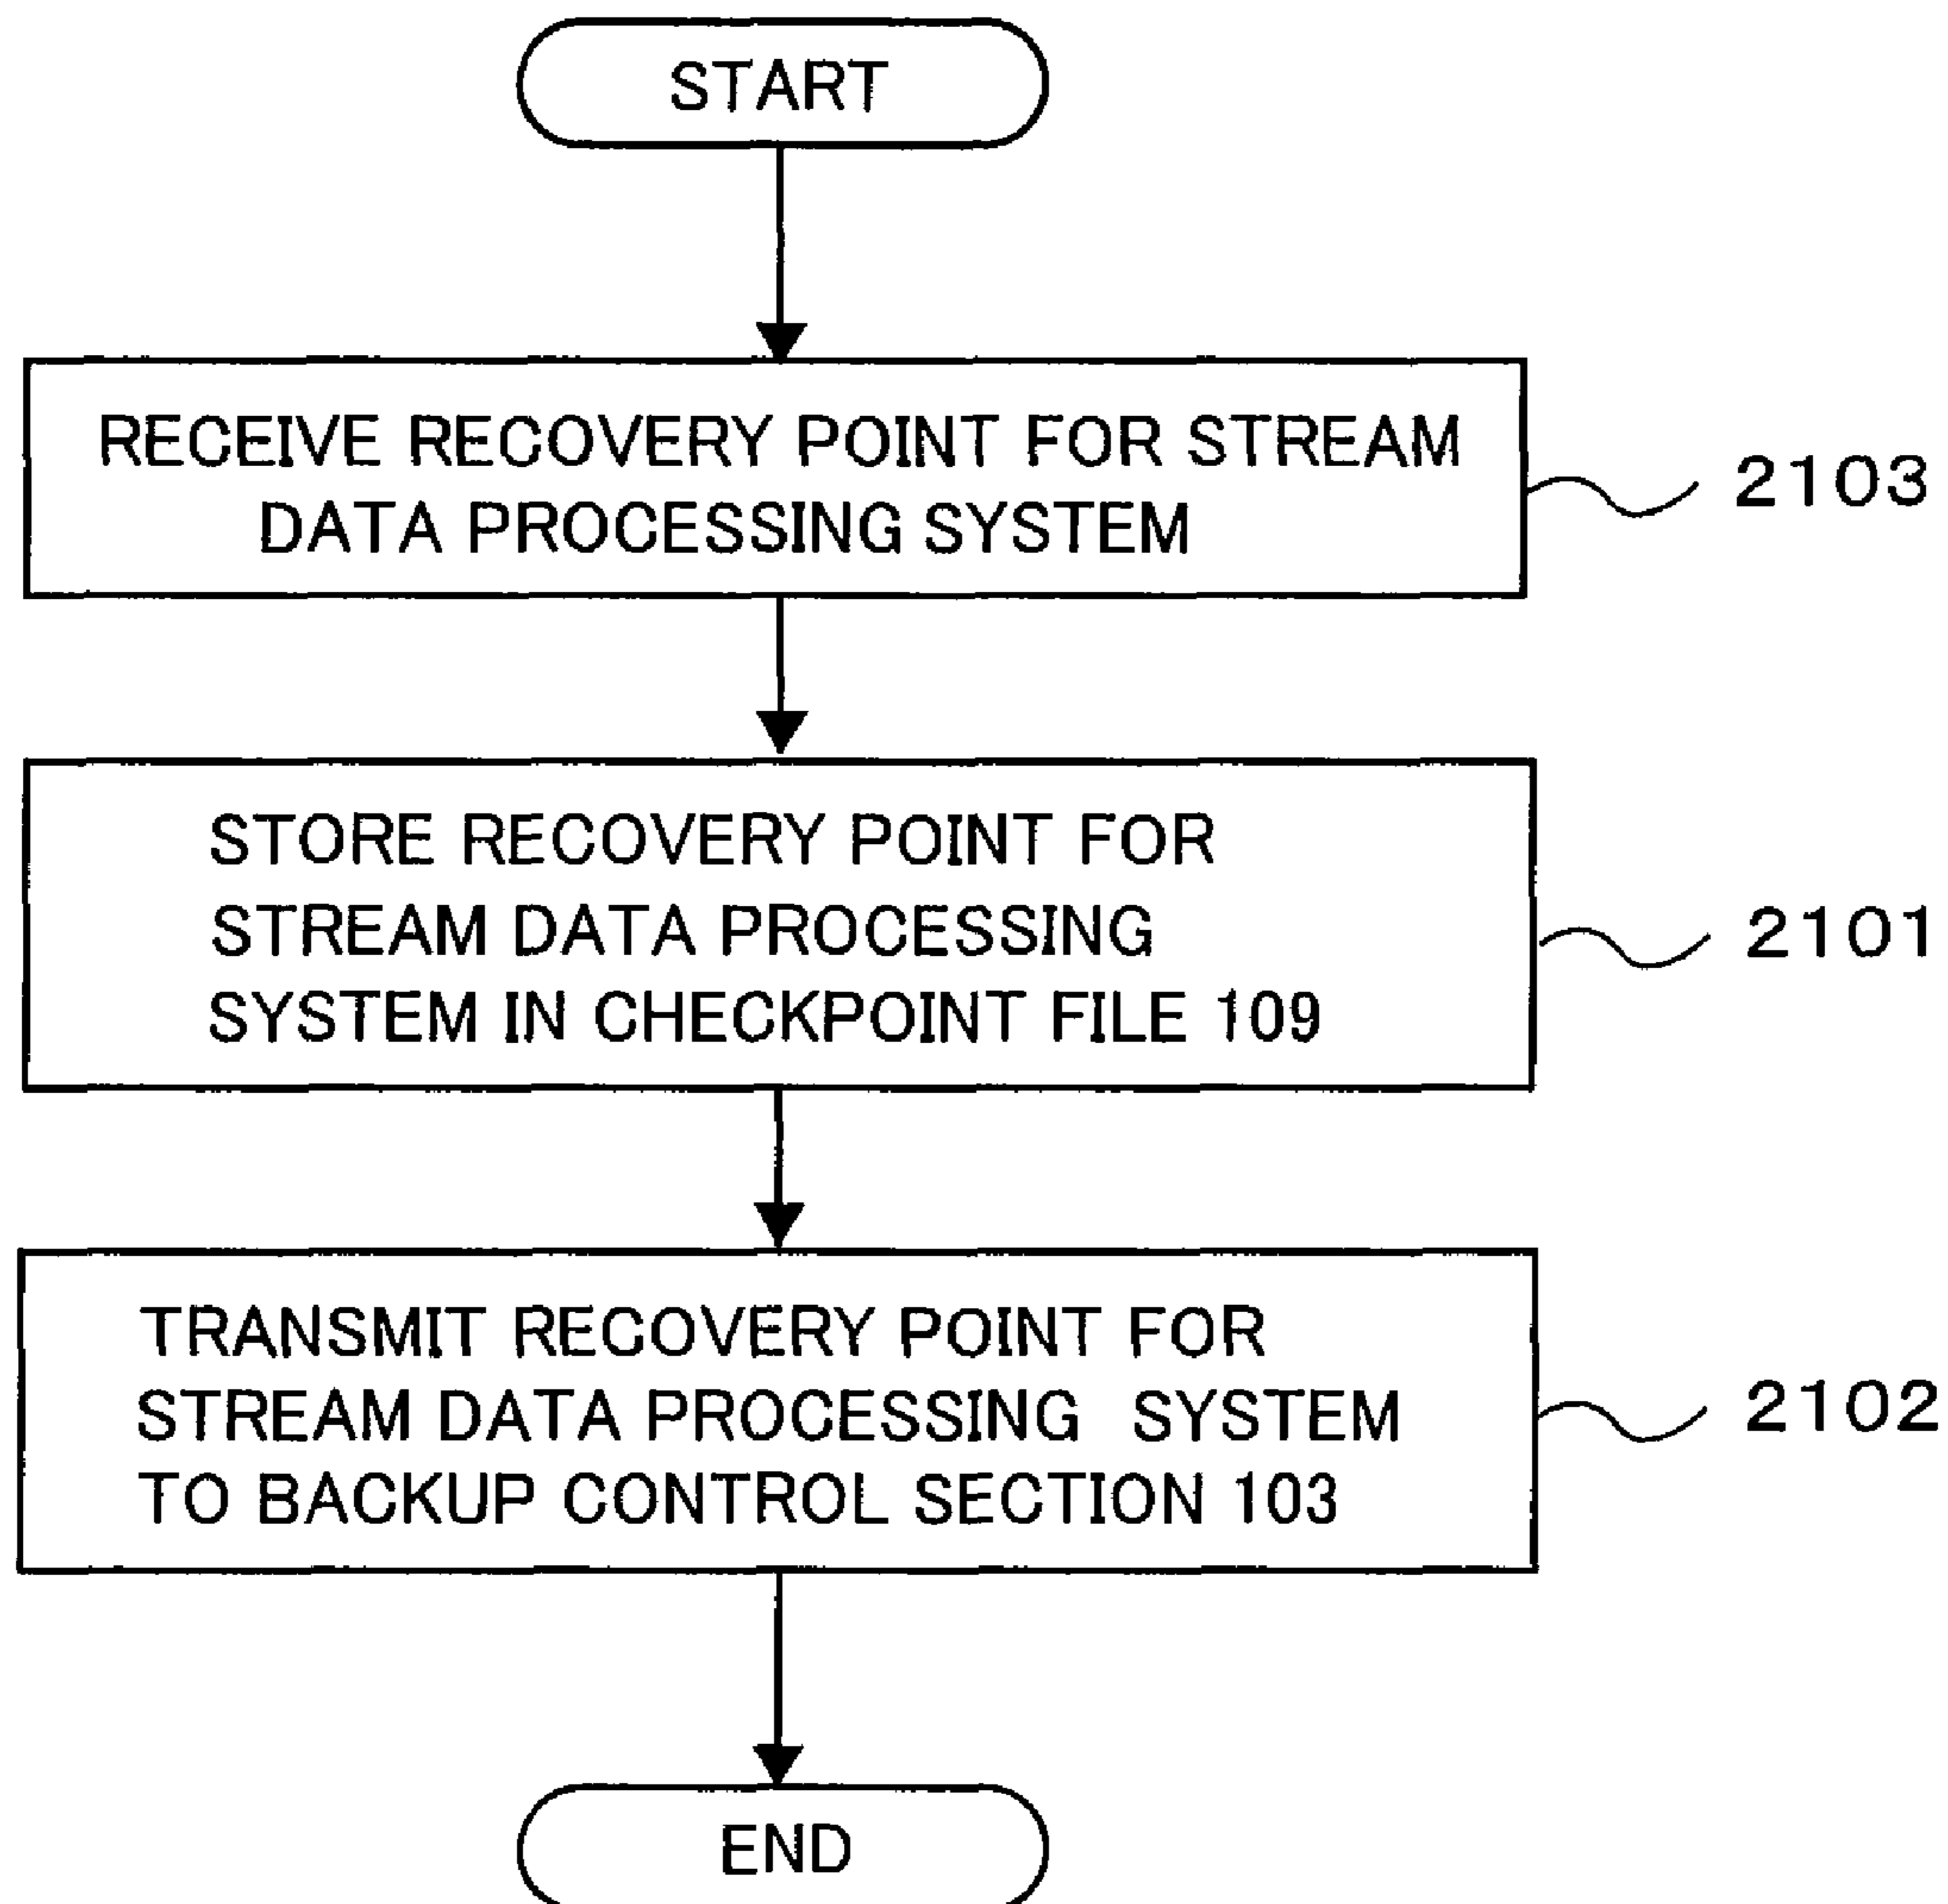 START
RECEIVE RECOVERY POINT FOR STREAM
DATA PROCESSING SYSTEM
2103
STORE RECOVERY POINT FOR
STREAM DATA PROCESSING
SYSTEM IN CHECKPOINT FILE 109
2101
TRANSMIT RECOVERY POINT FOR
STREAM DATA PROCESSING SYSTEM
TO BACKUP CONTROL SECTION 103
2102
END